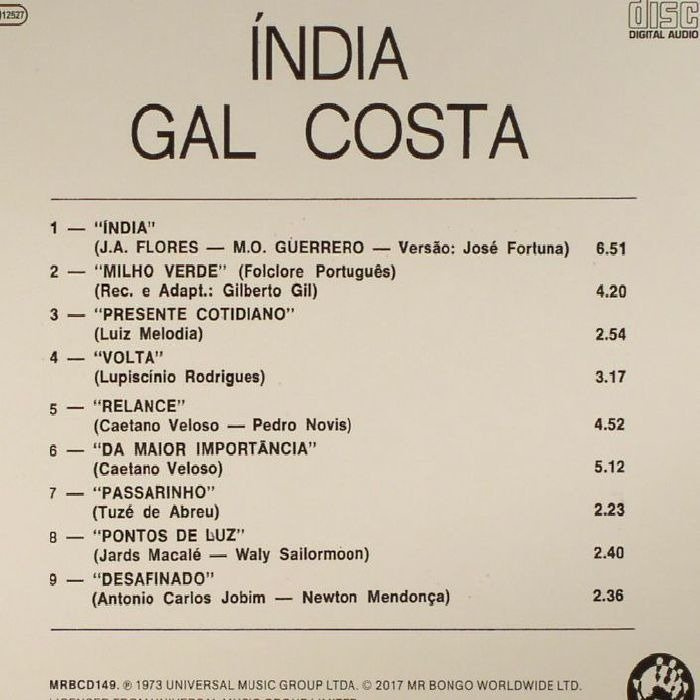 12527
disc
DIGITAL AUDIO
ÍNDIA
GAL COSTA
1 — “ÍNDIA”
(J.A. FLORES — M.O. GUERRERO — Versão: José Fortuna) 6.51
2 — “MILHO VERDE” (Folclore Português)
(Rec. e Adapt.: Gilberto Gil) 4.20
3 — “PRESENTE COTIDIANO”
(Luiz Melodia) 2.54
4 — “VOLTA”
(Lupiscínio Rodrigues) 3.17
5 — “RELANCE”
(Caetano Veloso — Pedro Novis) 4.52
6 — “DA MAIOR IMPORTÂNCIA”
(Caetano Veloso) 5.12
7 — “PASSARINHO”
(Tuzé de Abreu) 2.23
8 — “PONTOS DE LUZ”
(Jards Macalé — Waly Sailormoon) 2.40
9 — “DESAFINADO”
(Antonio Carlos Jobim — Newton Mendonça) 2.36
MRBCD149. ℗ 1973 UNIVERSAL MUSIC GROUP LTDA. © 2017 MR BONGO WORLDWIDE LTD.